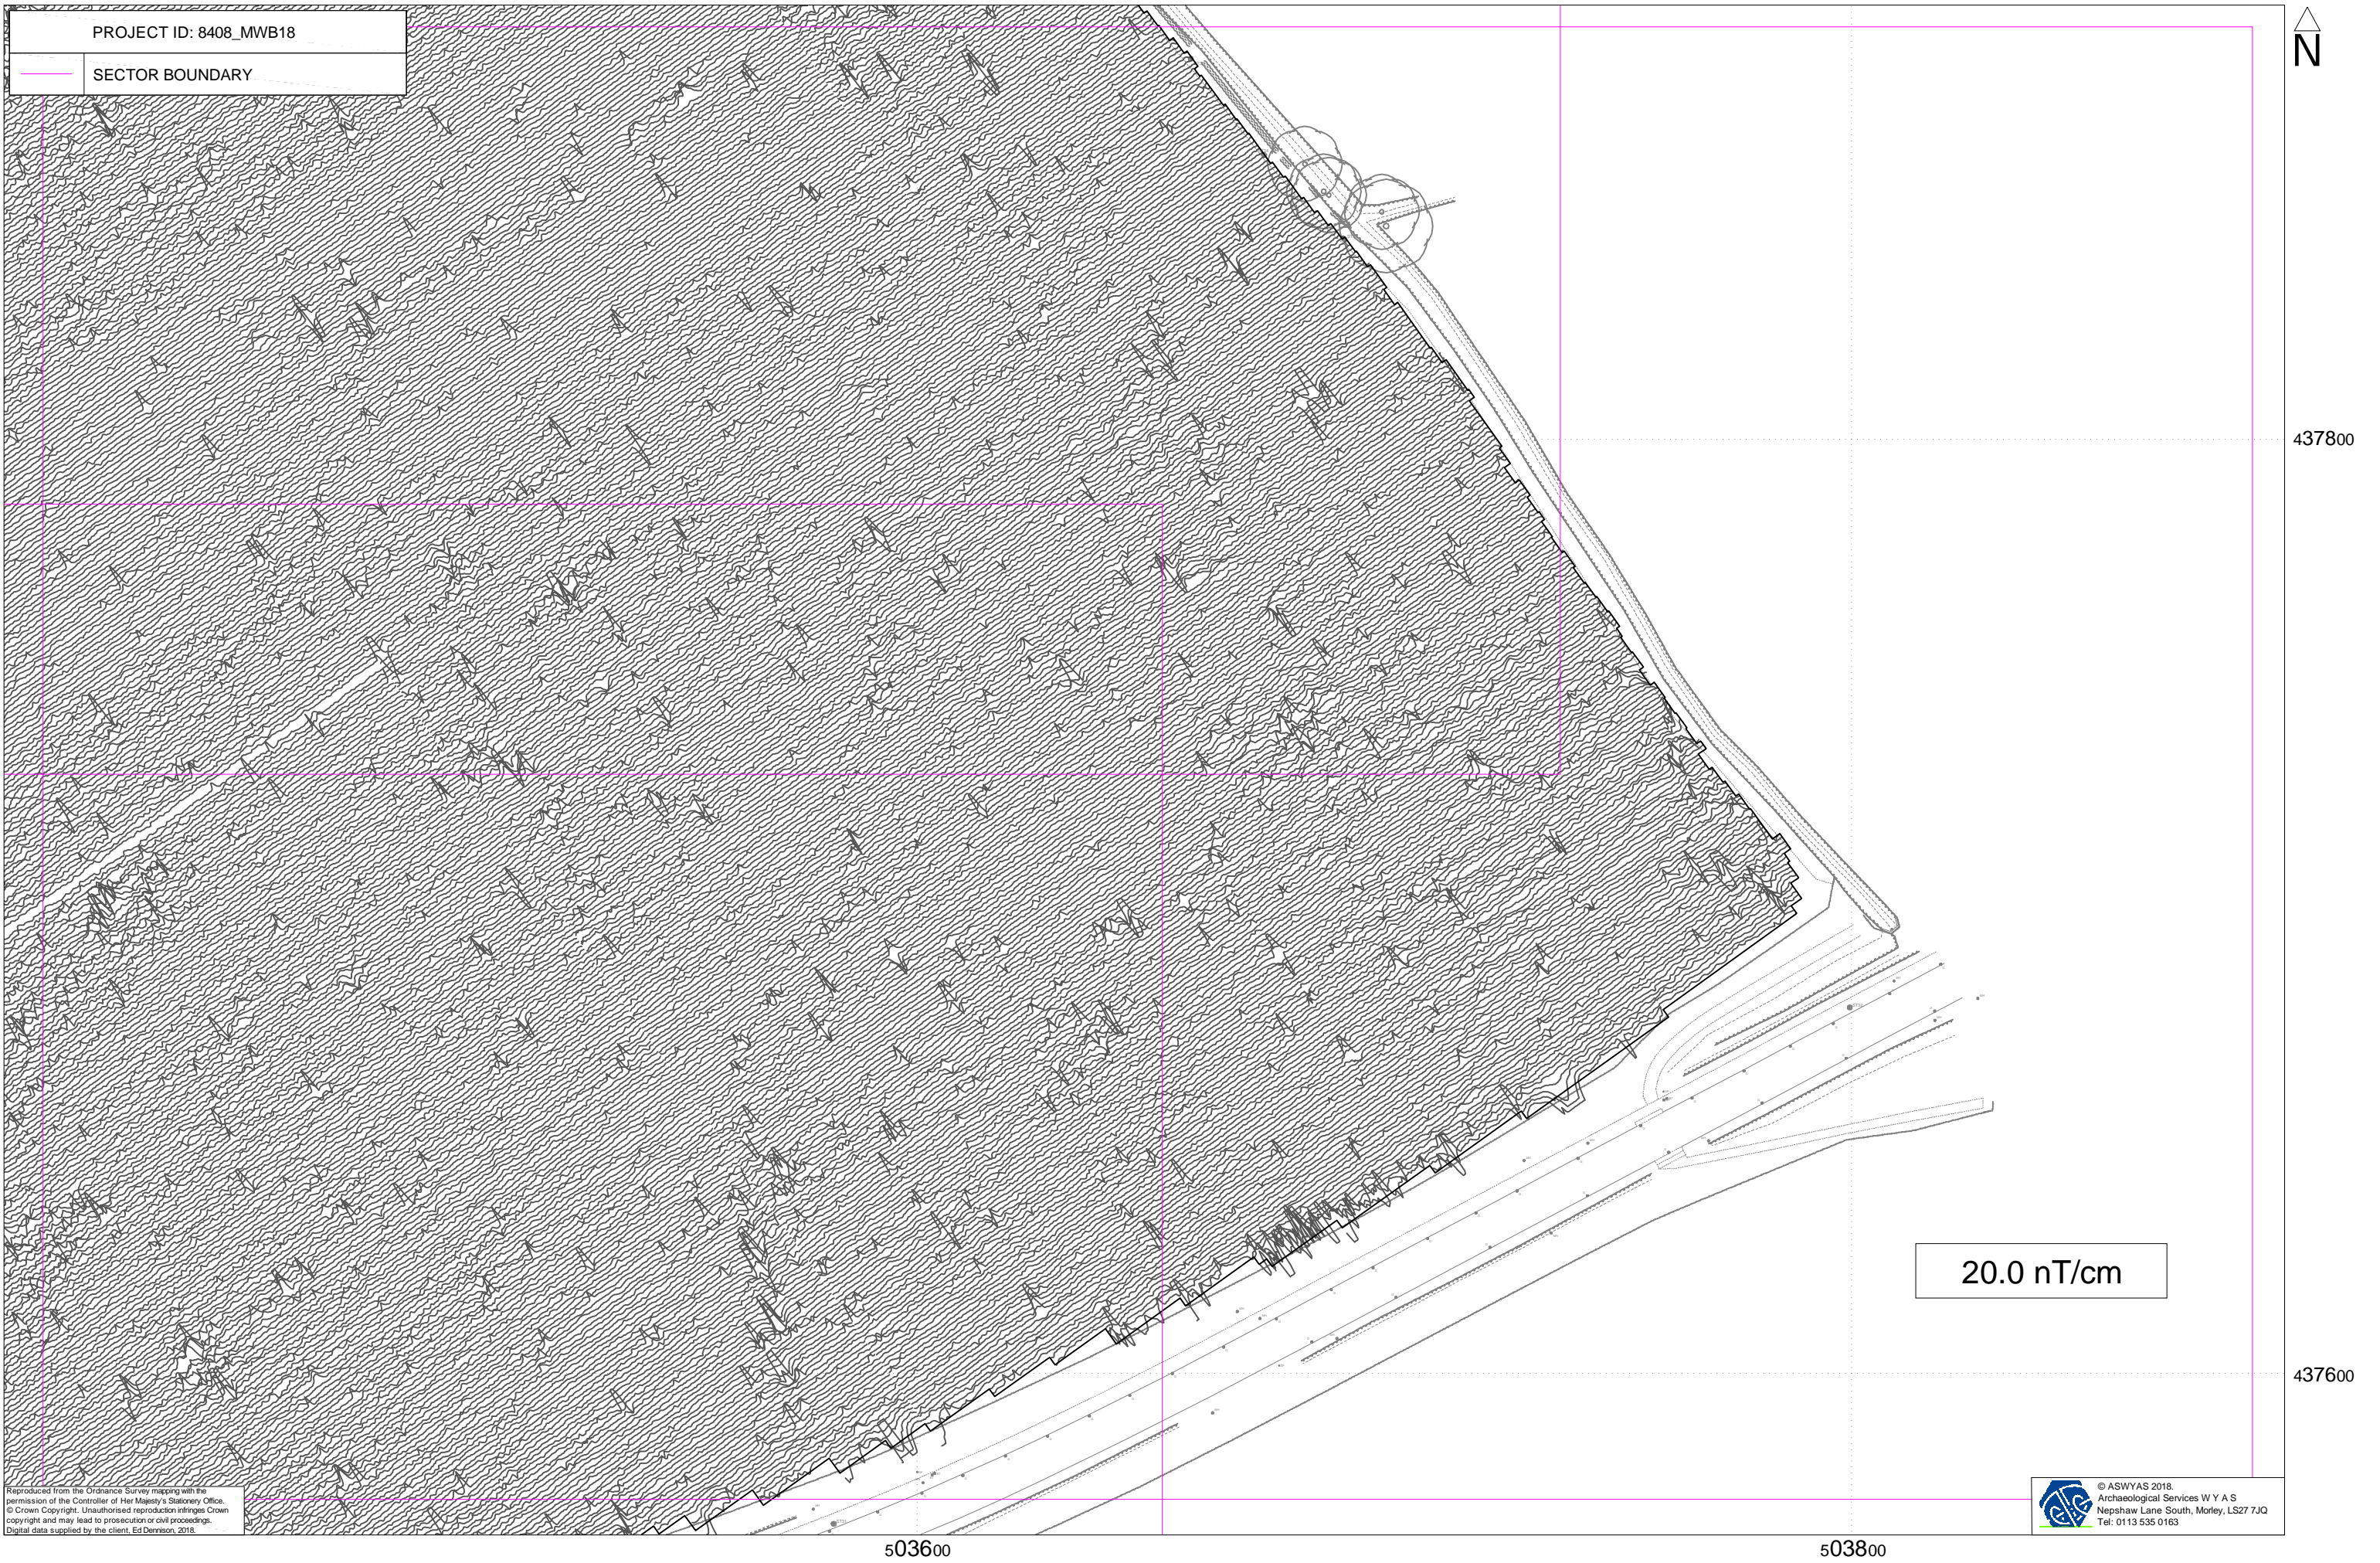 PROJECT ID: 8408_MWB18
SECTOR BOUNDARY
N
437800
20.0 nT/cm
437600
Reproduced from the Ordnance Survey mapping with the
permission of the Controller of Her Majesty's Stationery Office.
© Crown Copyright. Unauthorised reproduction infringes Crown
copyright and may lead to prosecution or civil proceedings.
Digital data supplied by the client, Ed Dennison, 2018.
© ASWYAS 2018.
Archaeological Services W Y A S
Nepshaw Lane South, Morley, LS27 7JQ
Tel: 0113 535 0163
503600
503800